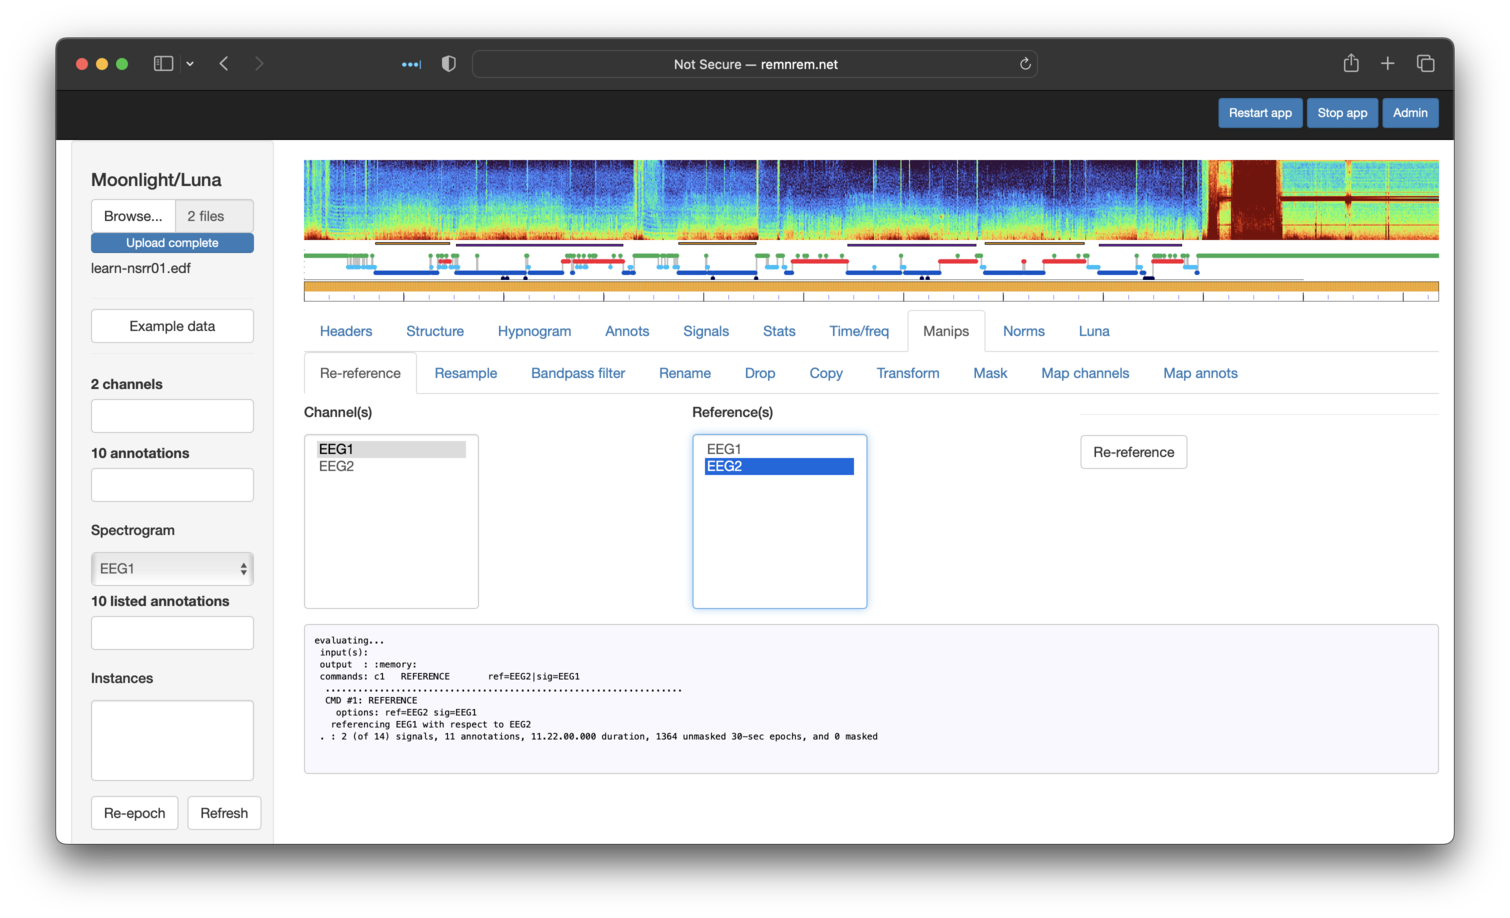 Not Secure — remnrem.net
Restart app
Stop app
Admin
Moonlight/Luna
Browse...
2 files
Upload complete
learn-nsrr01.edf
Example data
2 channels
10 annotations
Spectrogram
EEG1
10 listed annotations
Instances
Re-epoch
Refresh
Headers
Structure
Hypnogram
Annots
Signals
Stats
Time/freq
Manips
Norms
Luna
Re-reference
Resample
Bandpass filter
Rename
Drop
Copy
Transform
Mask
Map channels
Map annots
Channel(s)
EEG1
EEG2
Reference(s)
EEG1
EEG2
Re-reference
evaluating...
input(s):
output : :memory:
commands: c1 REFERENCE ref=EEG2|sig=EEG1
..................................................................
CMD #1: REFERENCE
options: ref=EEG2 sig=EEG1
referencing EEG1 with respect to EEG2
. : 2 (of 14) signals, 11 annotations, 11.22.00.000 duration, 1364 unmasked 30-sec epochs, and 0 masked